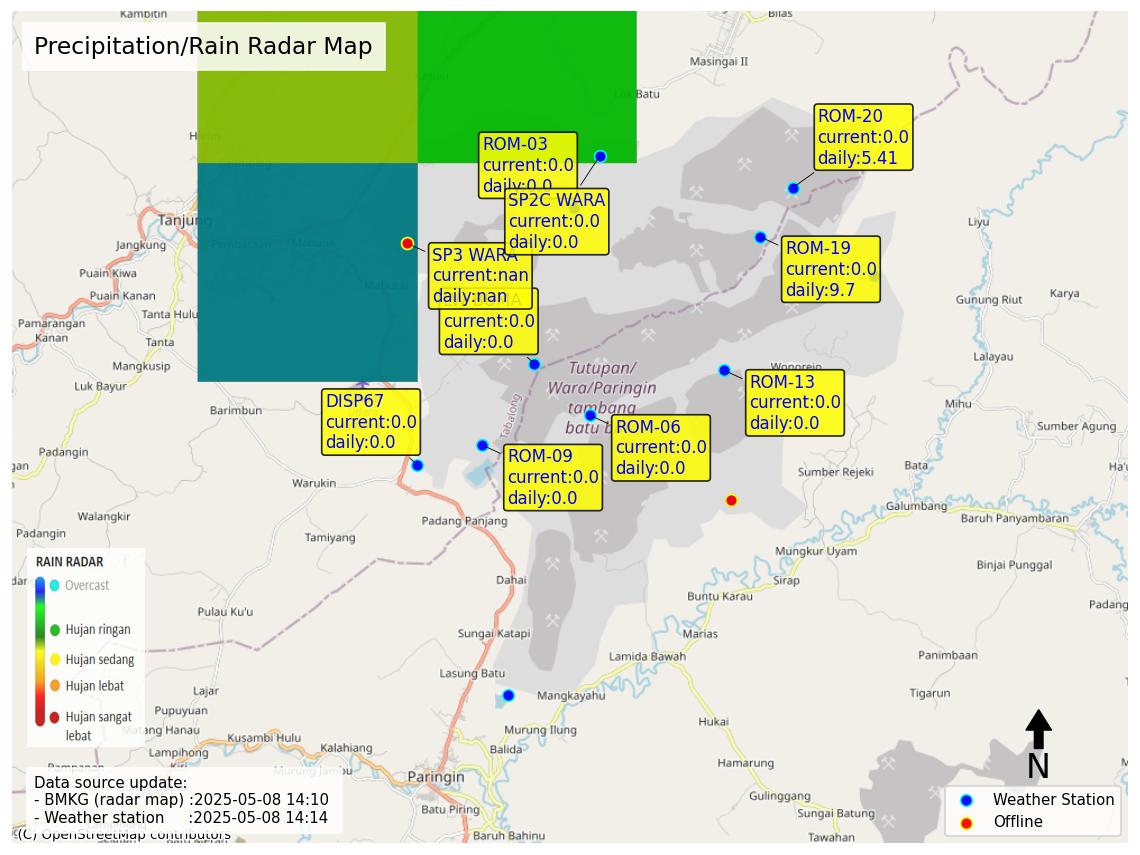 Kambitin
Bilas
Precipitation/Rain Radar Map
Masingai II
ROM-20
current:0.0
daily:5.41
ROM-03
current:0.0
daily:0.0
SP2C WARA
current:0.0
daily:0.0
Tanjung
Liyu
Jangkung
ROM-19
current:0.0
daily:9.7
SP3 WARA
current:nan
daily:nan
current:0.0
daily:0.0
Puain Kiwa
Puain Kanan
Gunung Riut
Karya
Tanta Hulu
Pamarangan
Kanan
Tanta
Mangkusip
Lalayau
Luk Bayur
Tutupan/
Wara/Paringin
tambang
batu b
Wonorejo
ROM-13
current:0.0
daily:0.0
Tabalong
Barimbun
Mihu
DISP67
current:0.0
daily:0.0
ROM-06
current:0.0
daily:0.0
Sumber Agung
Padangin
ROM-09
current:0.0
daily:0.0
Bata
Sumber Rejeki
Warukin
Galumbang
Walangkir
Padang Panjang
Baruh Panyambaran
Padangin
Tamiyang
Mungkur Uyam
Binjai Punggal
RAIN RADAR
Overcast
Hujan ringan
Hujan sedang
Hujan lebat
Hujan sangat
lebat
Dahai
Sirap
Buntu Karau
Padang
Pulau Ku'u
Sungai Katapi
Marias
Lamida Bawah
Panimbaan
Lasung Batu
Lajar
Mangkayahu
Tigarun
Pupuyuan
Hukai
Matang Hanau
Kusambi Hulu
Murung Ilung
Lampihong
Kalahiang
Balida
Hamarung
Murung Jambu
Paringin
N
Data source update:
- BMKG (radar map) :2025-05-08 14:10
- Weather station :2025-05-08 14:14
Gulinggang
Weather Station
Offline
Batu Piring
Sungai Batung
(C) OpenStreetMap contributors
Baruh Bahinu
Tawahan